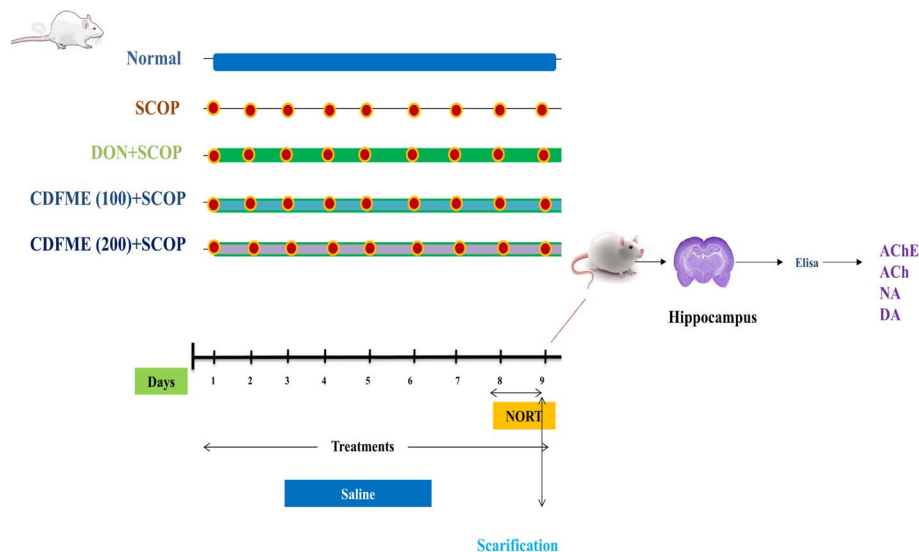 Normal
SCOP
DON+SCOP
CDFME (100)+SCOP
CDFME (200)+SCOP
Hippocampus
Elisa
AChE
ACh
NA
DA
Days
1 2 3 4 5 6 7 8 9
NORT
Treatments
Saline
Scarification